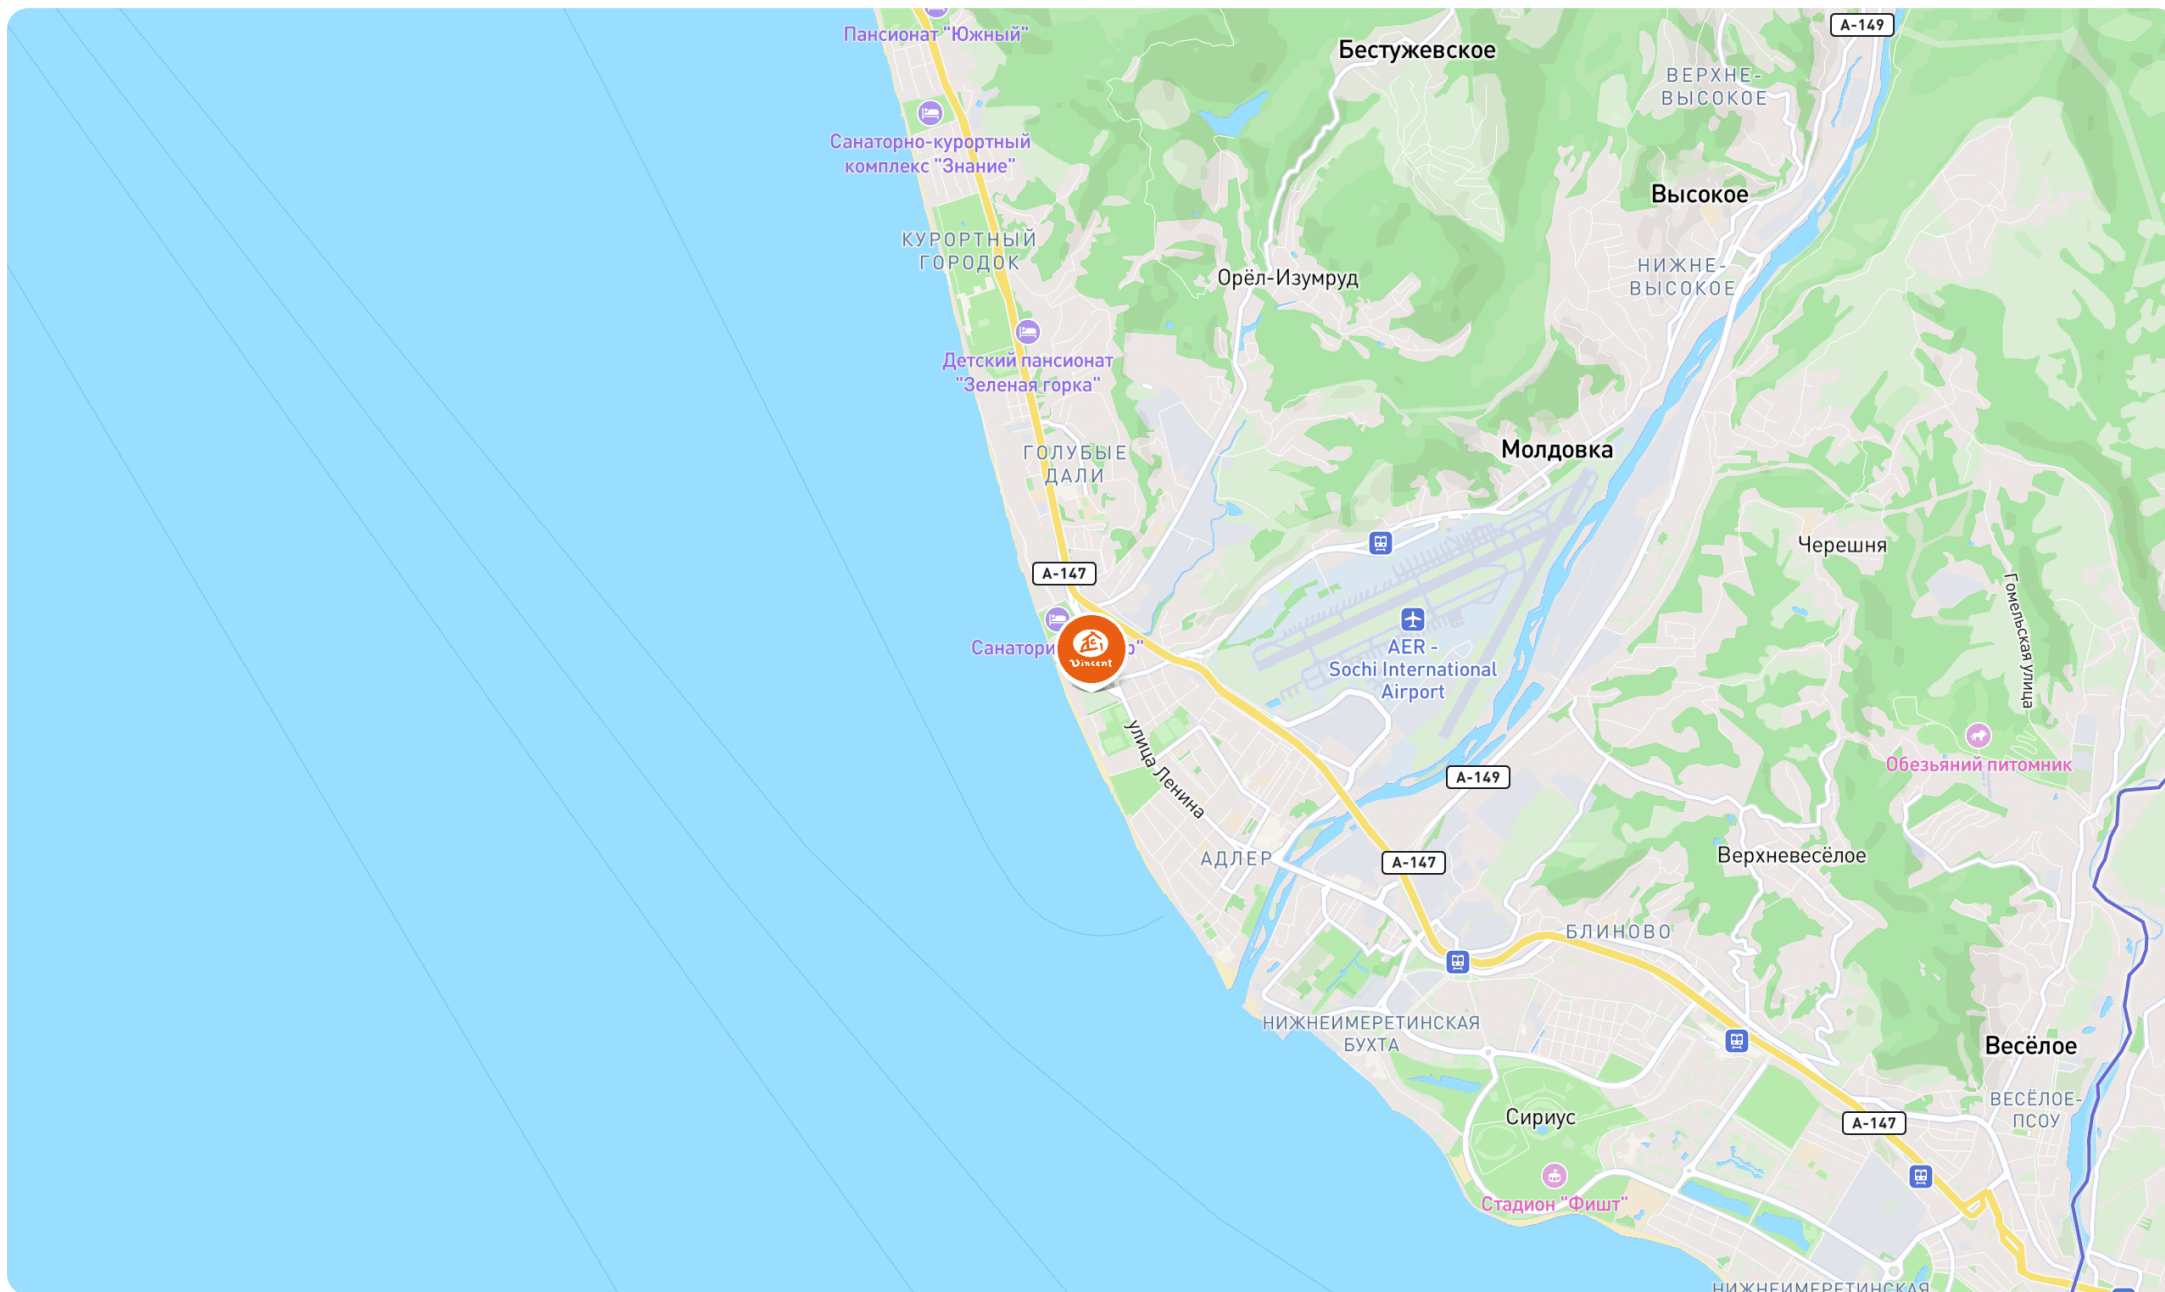 Пансионат "Южный"
Бестужевское
А-149
ВЕРХНЕ-
ВЫСОКОЕ
Санаторно-курортный
комплекс "Знание"
Высокое
КУРОРТНЫЙ
ГОРОДОК
Орёл-Изумруд
НИЖНЕ-
ВЫСОКОЕ
Детский пансионат
"Зеленая горка"
ГОЛУБЫЕ
ДАЛИ
Молдовка
Черешня
А-147
Гомельская улица
AER -
Sochi International
Airport
Vincent
улица Ленина
Обезьяний питомник
А-149
АДЛЕР
А-147
Верхневесёлое
БЛИНОВО
НИЖНЕИМЕРЕТИНСКАЯ
БУХТА
Весёлое
ВЕСЁЛОЕ-
ПСОУ
Сириус
А-147
Стадион "Фишт"
НИЖНЕИМЕРЕТИНСКАЯ